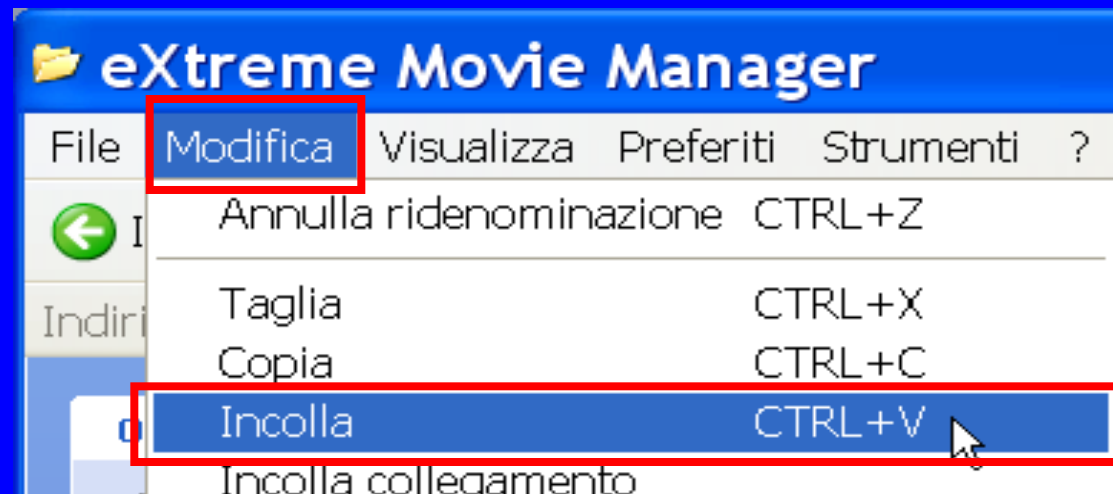 eXtreme Movie Manager
File Modifica Visualizza Preferiti Strumenti ?
Annulla ridenominazione CTRL+Z
Taglia CTRL+X
Indiri
Copia CTRL+C
Incolla CTRL+V
Incolla collegamento